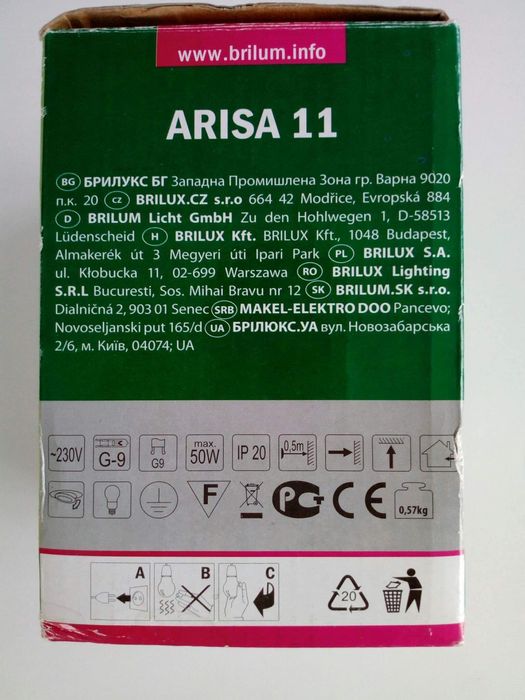 www.brilum.info
ARISA 11
BG БРИЛУКС БГ Западна Промишлена Зона гр. Варна 9020
п.к. 20 CZ BRILUX.CZ s.r.o 664 42 Modřice, Evropská 884
D BRILUM Licht GmbH Zu den Hohlwegen 1, D-58513
Lüdenscheid H BRILUX Kft. BRILUX Kft., 1048 Budapest,
Almakerék út 3 Megyeri úti Ipari Park PL BRILUX S.A.
ul. Kłobucka 11, 02-699 Warszawa RO BRILUX Lighting
S.R.L Bucuresti, Sos. Mihai Bravu nr 12 SK BRILUM.SK s.r.o.
Dialničná 2, 903 01 Senec SRB MAKEL-ELEKTRO DOO Pancevo;
Novoseljanski put 165/d UA БРІЛЮКС.УА вул. Новозабарська
2/6, м. Київ, 04074; UA
~230V G-9 G9 max. 50W IP 20 0,5m
F PG CE 0,57kg
A B C 20